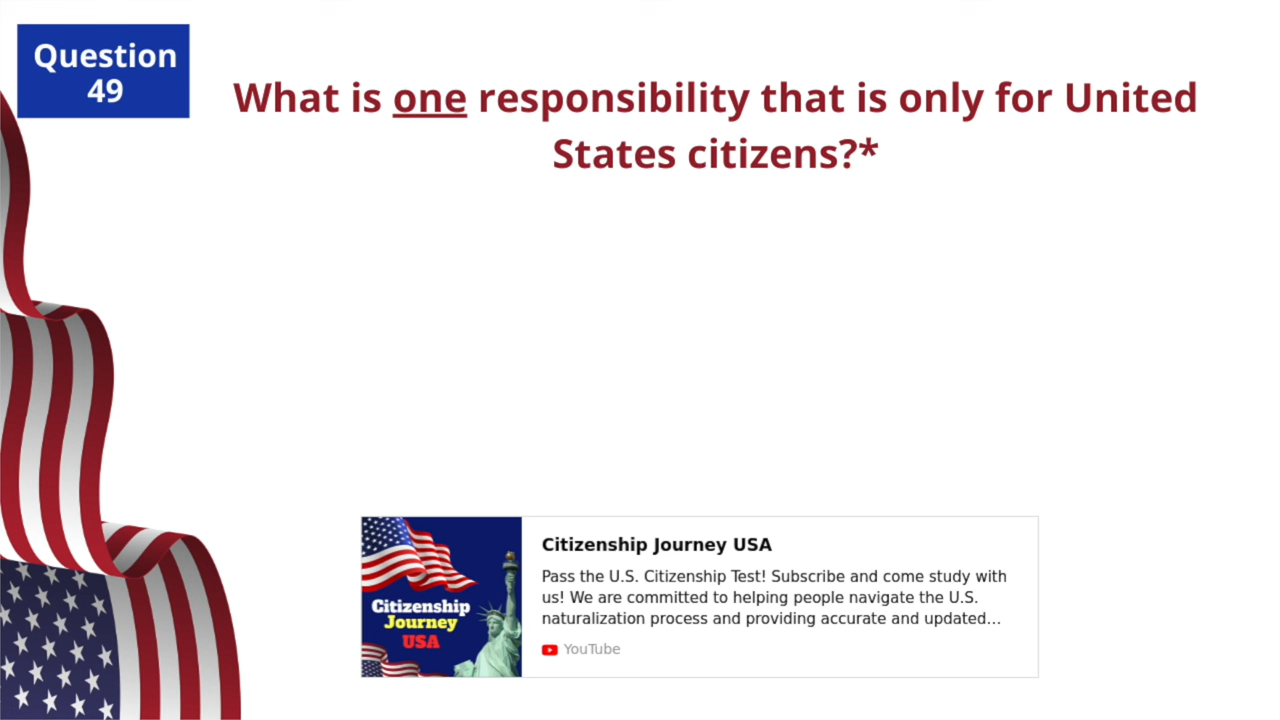 Question
49
What is one responsibility that is only for United
States citizens?*
Citizenship
Journey
USA
Citizenship Journey USA
Pass the U.S. Citizenship Test! Subscribe and come study with
us! We are committed to helping people navigate the U.S.
naturalization process and providing accurate and updated...
YouTube